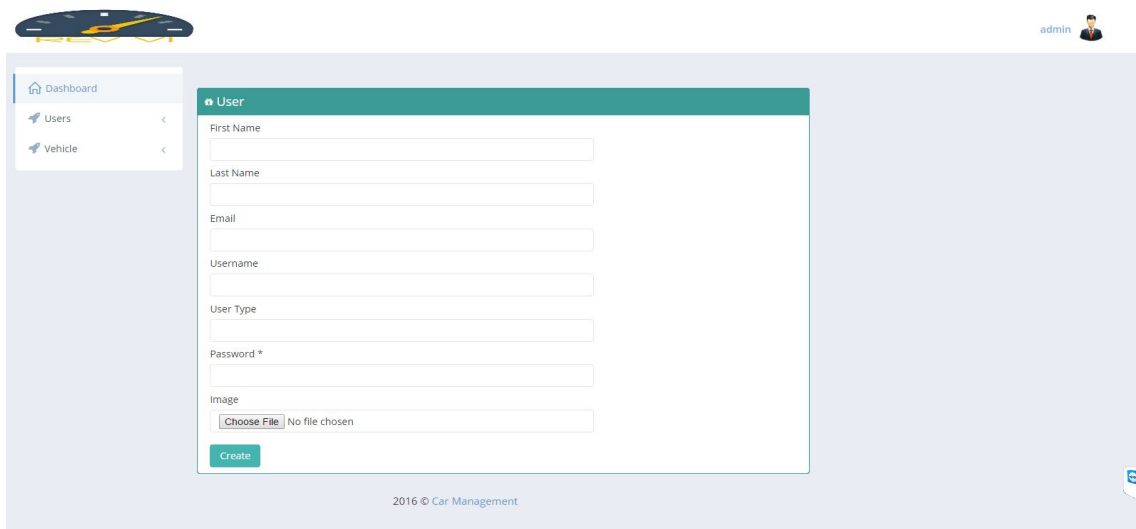 admin
Dashboard
Users
Vehicle
User
First Name
Last Name
Email
Username
User Type
Password *
Image
Choose File No file chosen
Create
2016 © Car Management